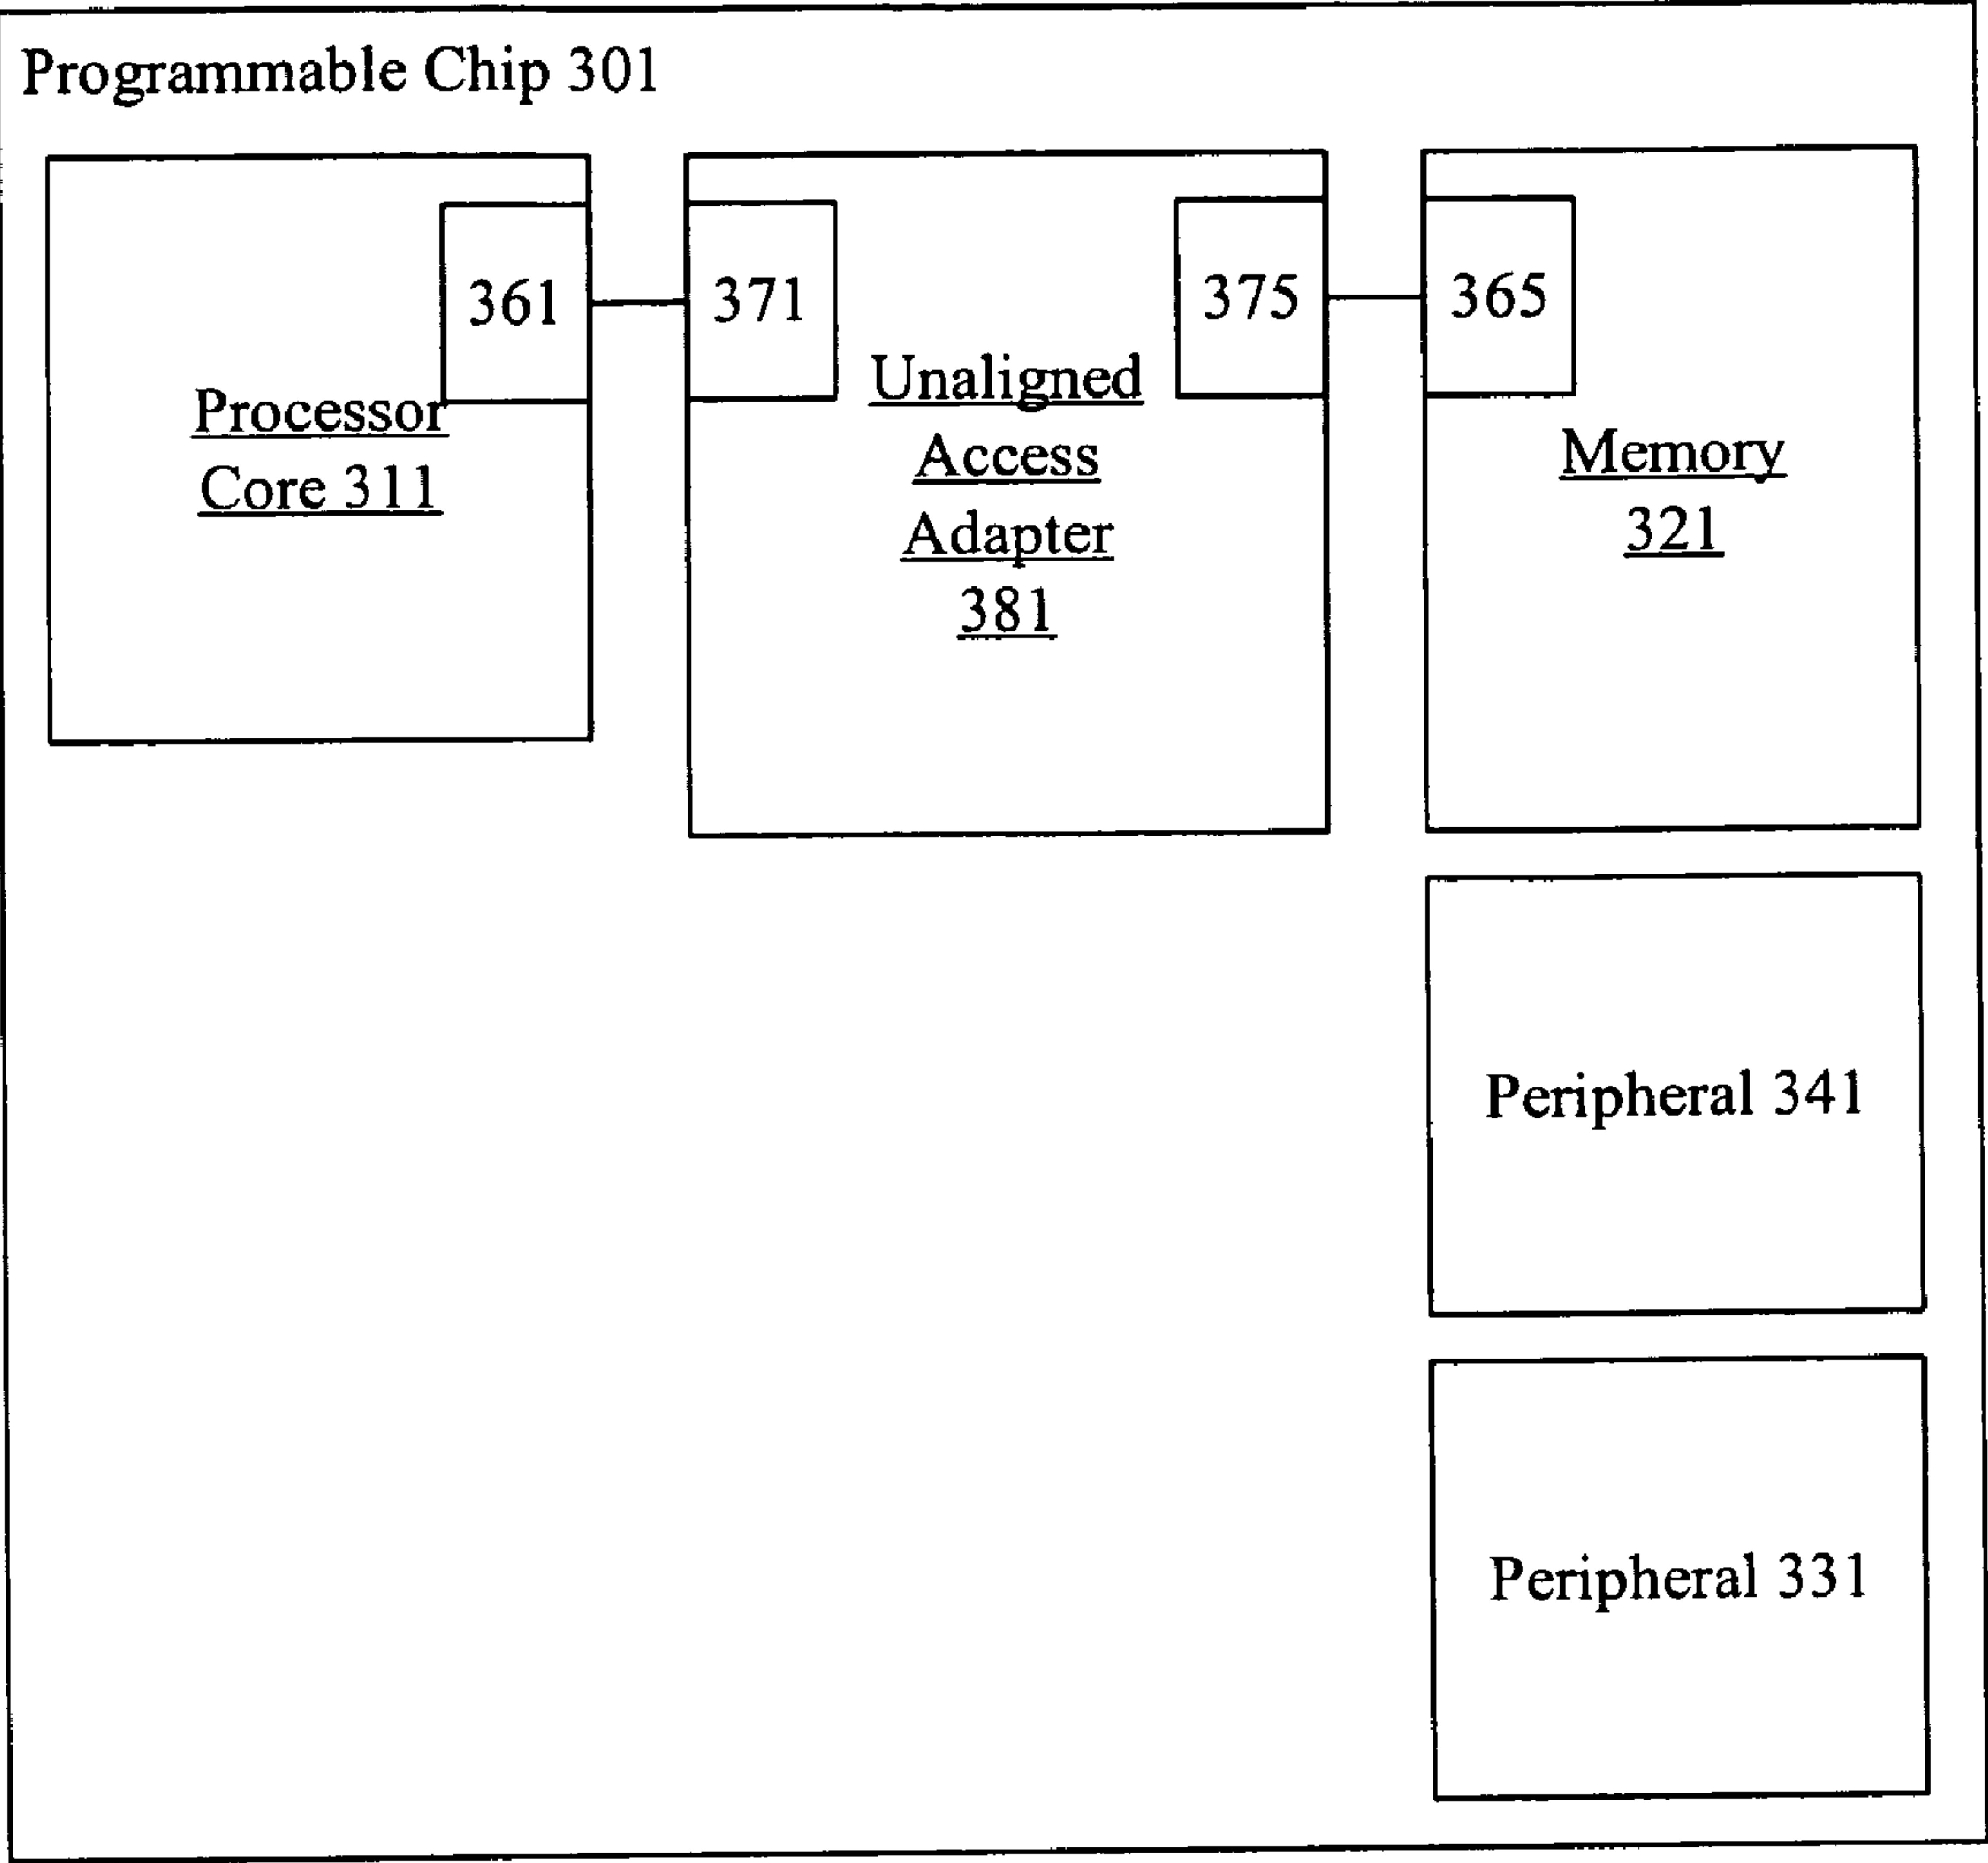 Programmable Chip 301
361
371
375
365
Processor
Core 311
Unaligned
Access
Adapter
381
Memory
321
Peripheral 341
Peripheral 331